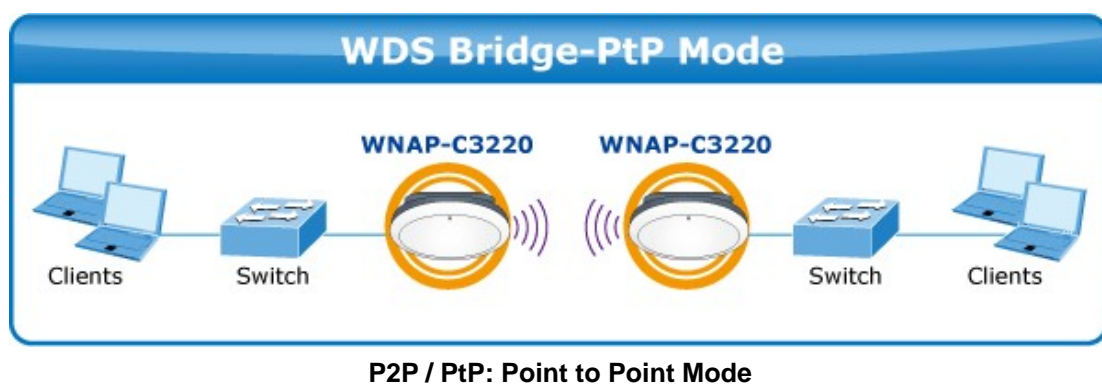 WDS Bridge-PtP Mode
WNAP-C3220 WNAP-C3220
Clients Switch Switch Clients
P2P / PtP: Point to Point Mode